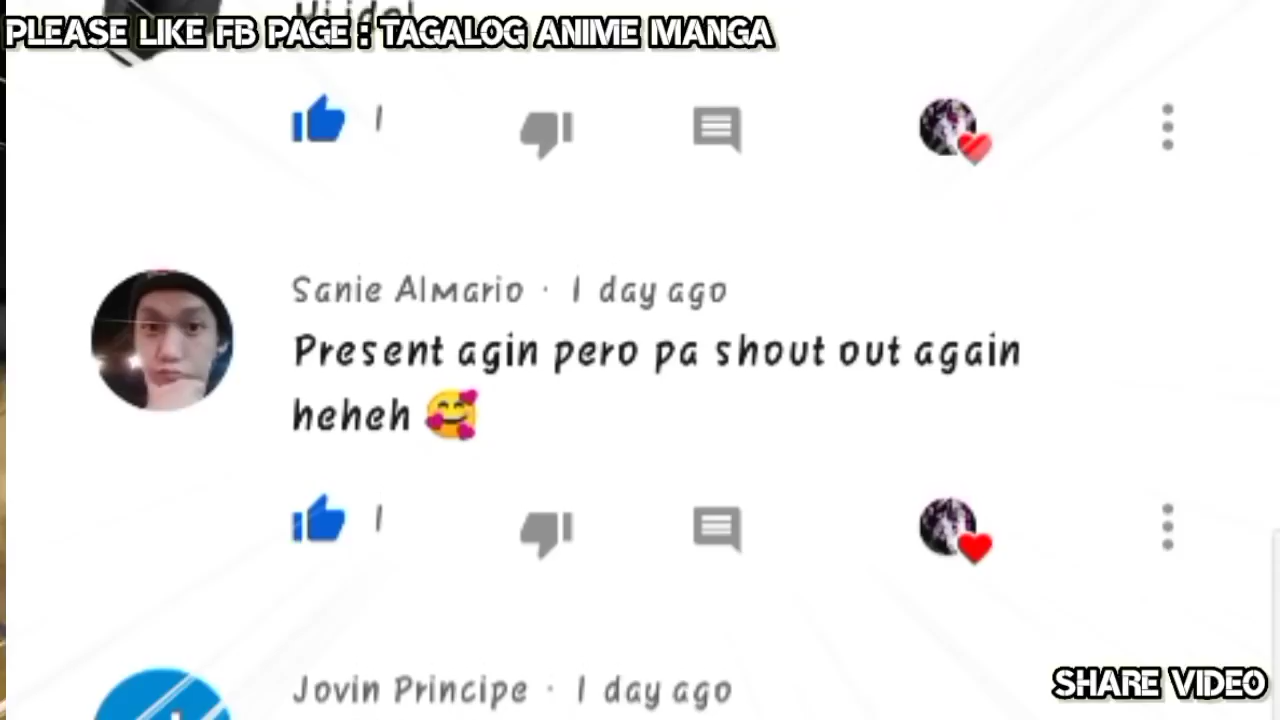 PLEASE LIKE FB PAGE : TAGALOG ANIME MANGA
1
Sanie Almario · 1 day ago
Present agin pero pa shout out again
heheh 🥰
1
Jovin Principe · 1 day ago
SHARE VIDEO